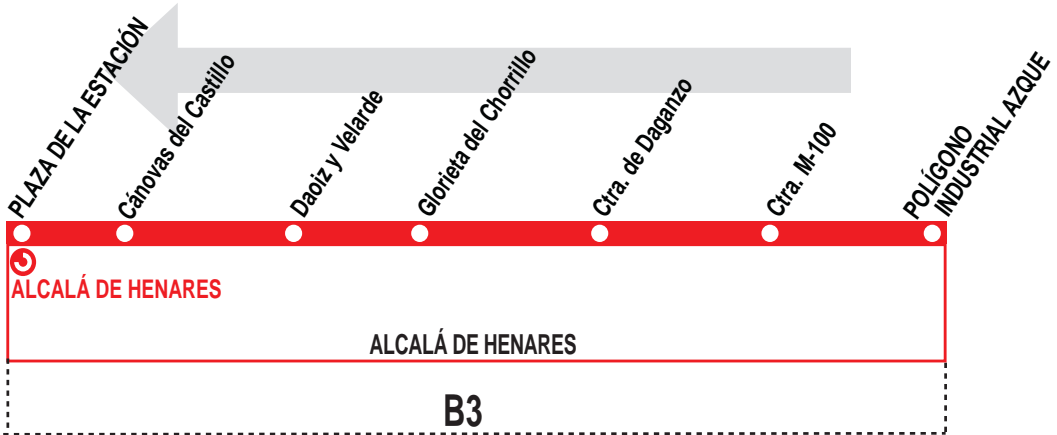 PLAZA DE LA ESTACIÓN
Cánovas del Castillo
Daoiz y Velarde
Glorieta del Chorrillo
Ctra. de Daganzo
Ctra. M-100
POLÍGONO
INDUSTRIAL AZQUE
ALCALÁ DE HENARES
ALCALÁ DE HENARES
B3